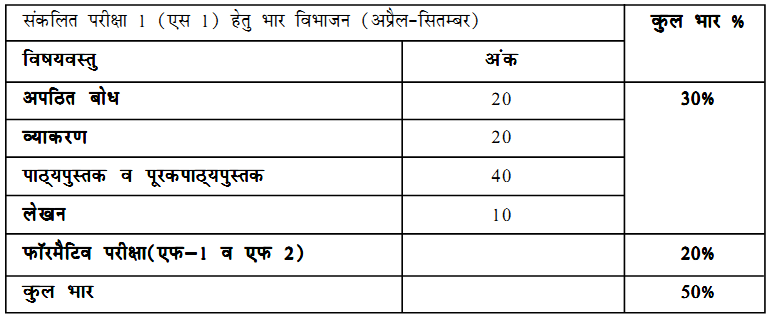 संकलित परीक्षा 1 (एस 1) हेतु भार विभाजन (अप्रैल-सितम्बर) कुल भार %
विषयवस्तु अंक
अपठित बोध 20 30%
व्याकरण 20
पाठ्यपुस्तक व पूरकपाठ्यपुस्तक 40
लेखन 10
फॉरमैटिव परीक्षा(एफ-1 व एफ 2) 20%
कुल भार 50%